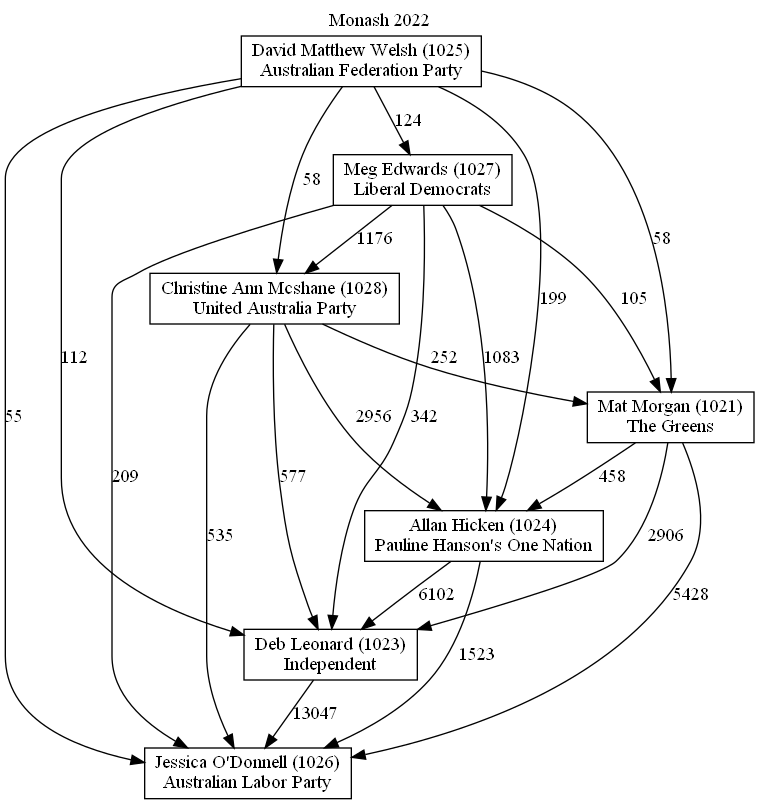 Monash 2022
David Matthew Welsh (1025)
Australian Federation Party
124
Meg Edwards (1027)
Liberal Democrats
58
1176
58
Christine Ann Mcshane (1028)
United Australia Party
199
105
112
252
1083
Mat Morgan (1021)
The Greens
55
2956
342
209
577
458
535
Allan Hicken (1024)
Pauline Hanson's One Nation
2906
6102
5428
Deb Leonard (1023)
Independent
1523
13047
Jessica O'Donnell (1026)
Australian Labor Party